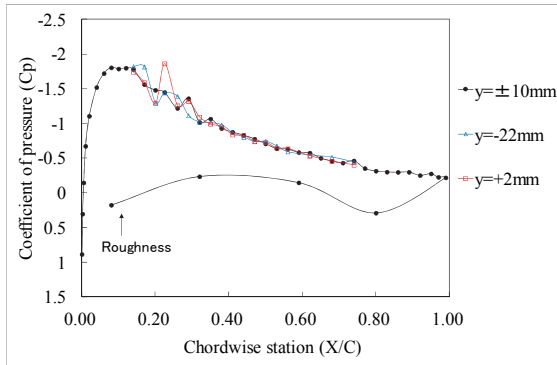 -2.5
-2
-1.5
-1
-0.5
0
0.5
1
1.5
Coefficient of pressure (Cp)
Roughness
0.00
0.20
0.40
0.60
0.80
1.00
Chordwise station (X/C)
y=±10mm
y=-22mm
y=+2mm